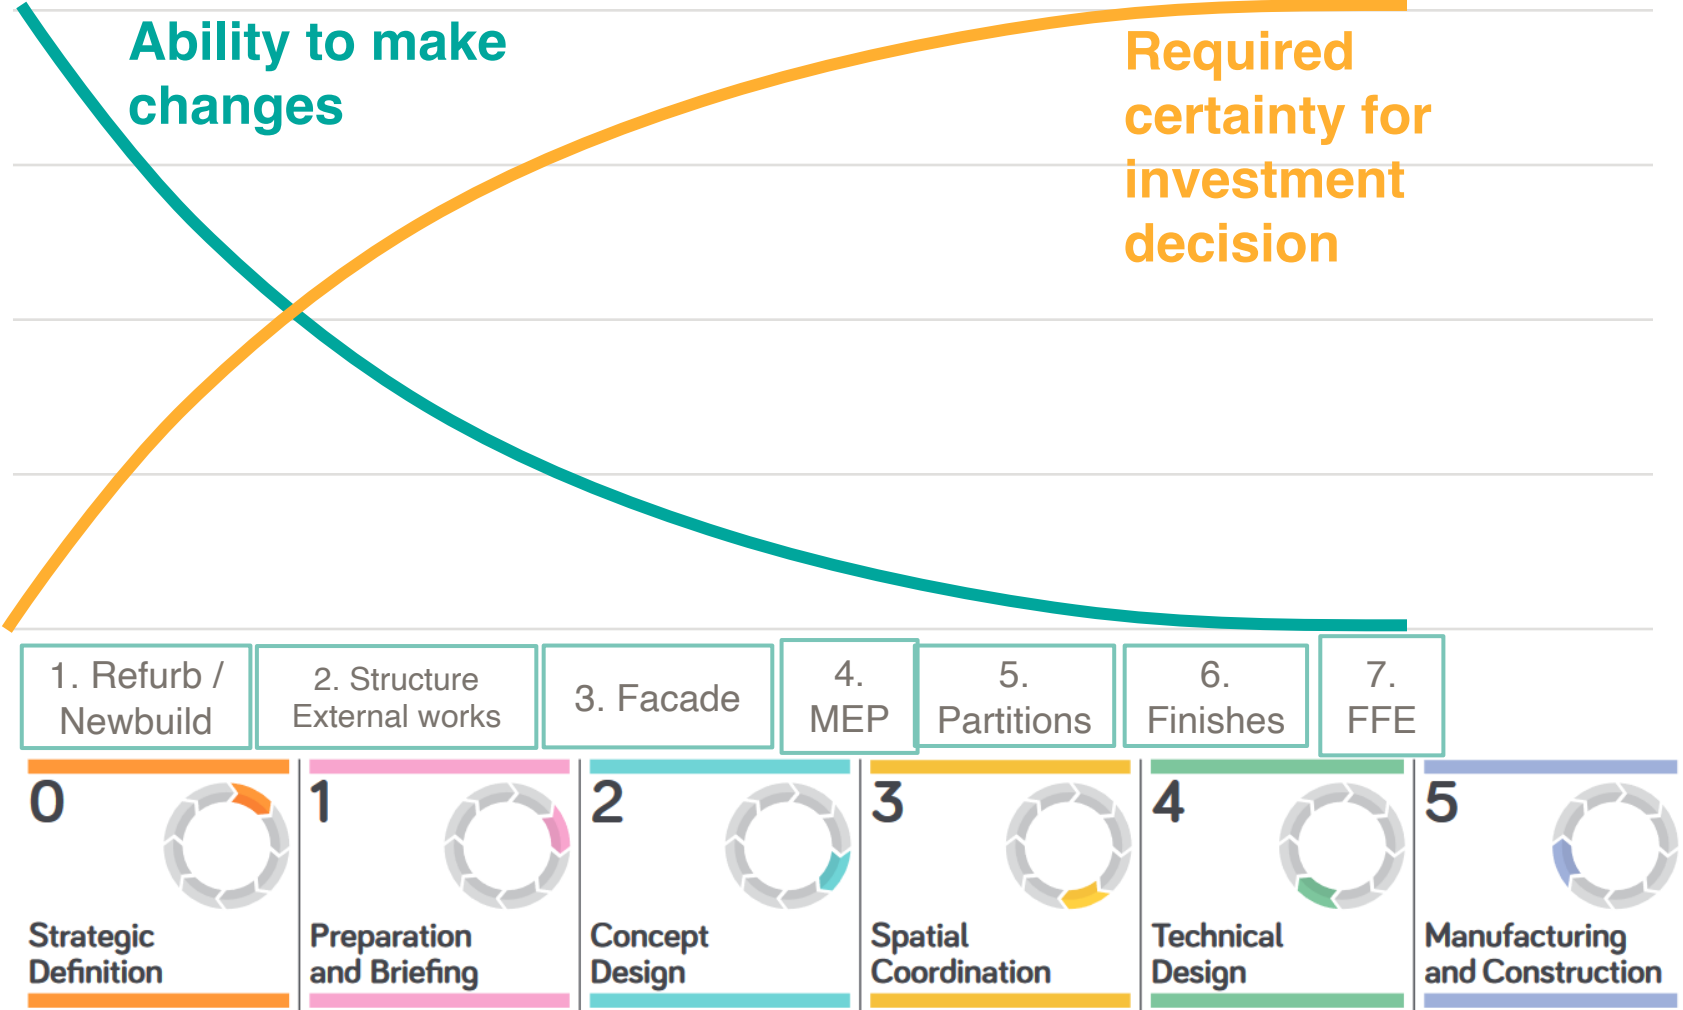 Ability to make
changes
Required
certainty for
investment
decision
1. Refurb /
Newbuild
2. Structure
External works
3. Facade
4.
MEP
5.
Partitions
6.
Finishes
7.
FFE
0
Strategic
Definition
1
Preparation
and Briefing
2
Concept
Design
3
Spatial
Coordination
4
Technical
Design
5
Manufacturing
and Construction